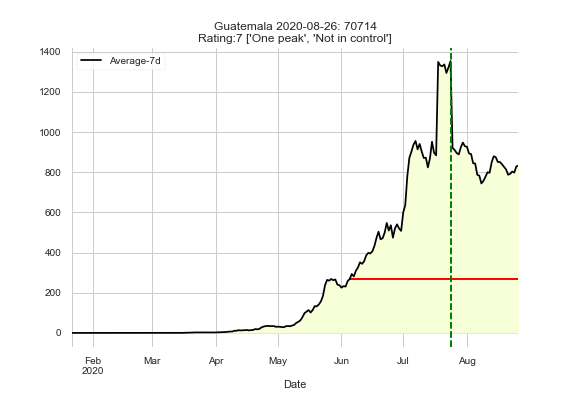 Guatemala 2020-08-26: 70714
Rating:7 ['One peak', 'Not in control']
Average-7d
1400
1200
1000
800
600
400
200
0
Feb Mar Apr May Jun Jul Aug
2020
Date